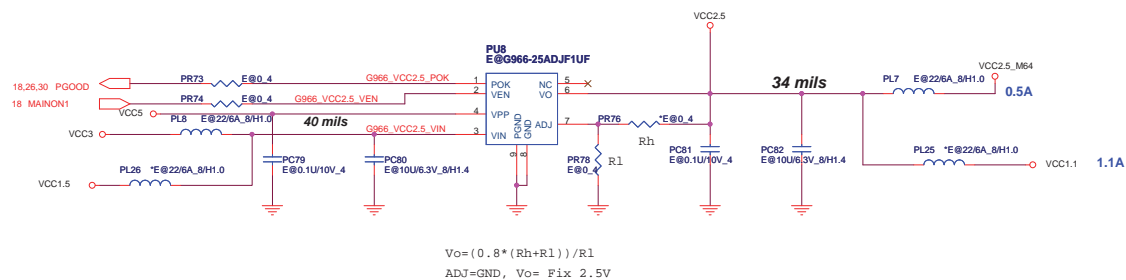 VCC2.5
PU8
E@G966-25ADJF1UF
18,26,30 PGOOD
PR73
E@0_4
G966_VCC2.5_POK
1
POK
NC
5
18 MAINON1
PR74
E@0_4
G966_VCC2.5_VEN
2
VEN
VO
6
34 mils
PL7
E@22/6A_8/H1.0
VCC2.5_M64
0.5A
VCC5
4
VPP
VCC3
PL8
E@22/6A_8/H1.0
40 mils
G966_VCC2.5_VIN
3
VIN
ADJ
7
PR76
*E@0_4
Rh
PGND
GND
9
8
PC79
E@0.1U/10V_4
PC80
E@10U/6.3V_8/H1.4
PR78
E@0_4
Rl
PC81
E@0.1U/10V_4
PC82
E@10U/6.3V_8/H1.4
PL25
*E@22/6A_8/H1.0
VCC1.1
1.1A
VCC1.5
PL26
*E@22/6A_8/H1.0
Vo=(0.8*(Rh+Rl))/Rl
ADJ=GND, Vo= Fix 2.5V